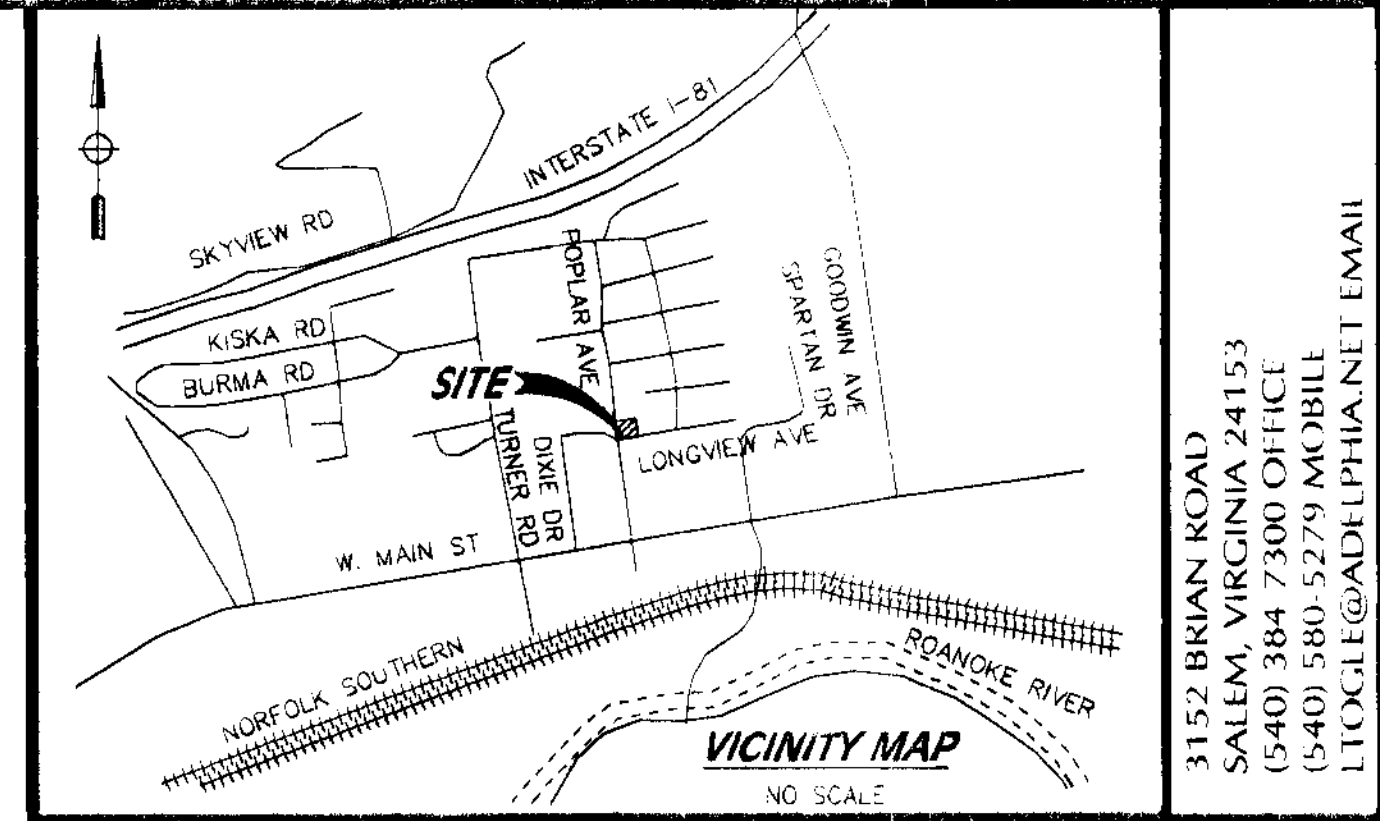 INTERSTATE I-81
SKYVIEW RD
POPLAR AVE
GOODWIN AVE
SPARTAN DR
KISKA RD
BURMA RD
SITE
TURNER RD
DIXIE DR
LONGVIEW AVE
W. MAIN ST
NORFOLK SOUTHERN
ROANOKE RIVER
VICINITY MAP
NO SCALE
3152 BRIAN ROAD
SALEM, VIRGINIA 24153
(540) 384 7300 OFFICE
(540) 580-5279 MOBILE
LTOGLE@ADELPHIA.NET EMAIL